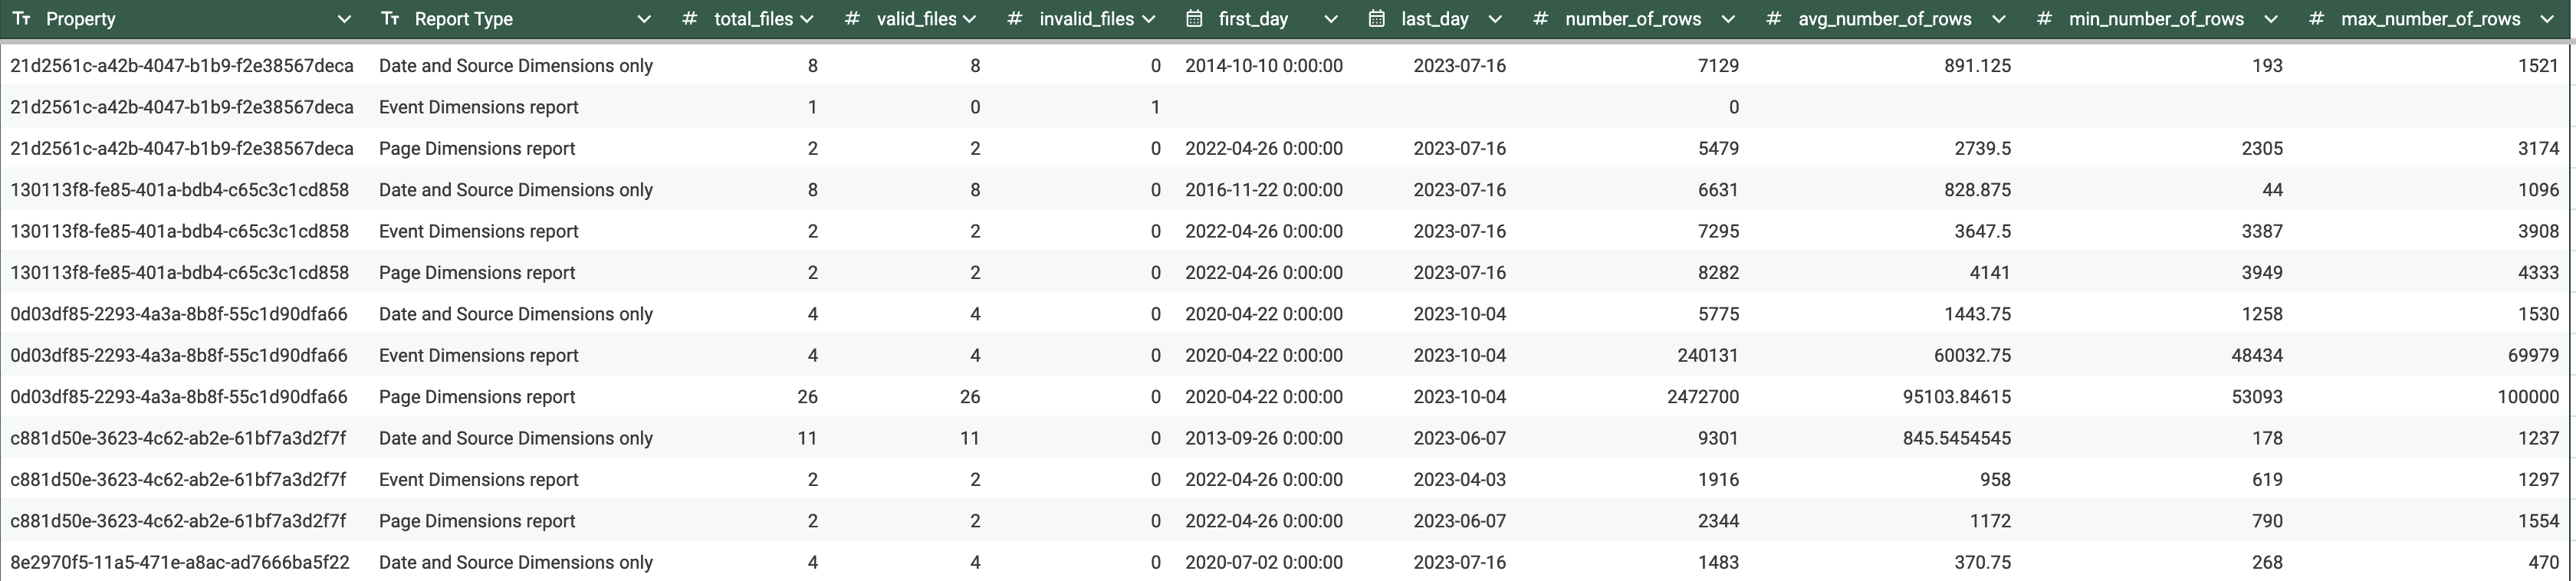 Property Report Type total_files valid_files invalid_files first_day last_day number_of_rows avg_number_of_rows min_number_of_rows max_number_of_rows
21d2561c-a42b-4047-b1b9-f2e38567deca Date and Source Dimensions only 8 8 0 2014-10-10 0:00:00 2023-07-16 7129 891.125 193 1521
21d2561c-a42b-4047-b1b9-f2e38567deca Event Dimensions report 1 0 1 0
21d2561c-a42b-4047-b1b9-f2e38567deca Page Dimensions report 2 2 0 2022-04-26 0:00:00 2023-07-16 5479 2739.5 2305 3174
130113f8-fe85-401a-bdb4-c65c3c1cd858 Date and Source Dimensions only 8 8 0 2016-11-22 0:00:00 2023-07-16 6631 828.875 44 1096
130113f8-fe85-401a-bdb4-c65c3c1cd858 Event Dimensions report 2 2 0 2022-04-26 0:00:00 2023-07-16 7295 3647.5 3387 3908
130113f8-fe85-401a-bdb4-c65c3c1cd858 Page Dimensions report 2 2 0 2022-04-26 0:00:00 2023-07-16 8282 4141 3949 4333
0d03df85-2293-4a3a-8b8f-55c1d90dfa66 Date and Source Dimensions only 4 4 0 2020-04-22 0:00:00 2023-10-04 5775 1443.75 1258 1530
0d03df85-2293-4a3a-8b8f-55c1d90dfa66 Event Dimensions report 4 4 0 2020-04-22 0:00:00 2023-10-04 240131 60032.75 48434 69979
0d03df85-2293-4a3a-8b8f-55c1d90dfa66 Page Dimensions report 26 26 0 2020-04-22 0:00:00 2023-10-04 2472700 95103.84615 53093 100000
c881d50e-3623-4c62-ab2e-61bf7a3d2f7f Date and Source Dimensions only 11 11 0 2013-09-26 0:00:00 2023-06-07 9301 845.5454545 178 1237
c881d50e-3623-4c62-ab2e-61bf7a3d2f7f Event Dimensions report 2 2 0 2022-04-26 0:00:00 2023-04-03 1916 958 619 1297
c881d50e-3623-4c62-ab2e-61bf7a3d2f7f Page Dimensions report 2 2 0 2022-04-26 0:00:00 2023-06-07 2344 1172 790 1554
8e2970f5-11a5-471e-a8ac-ad7666ba5f22 Date and Source Dimensions only 4 4 0 2020-07-02 0:00:00 2023-07-16 1483 370.75 268 470